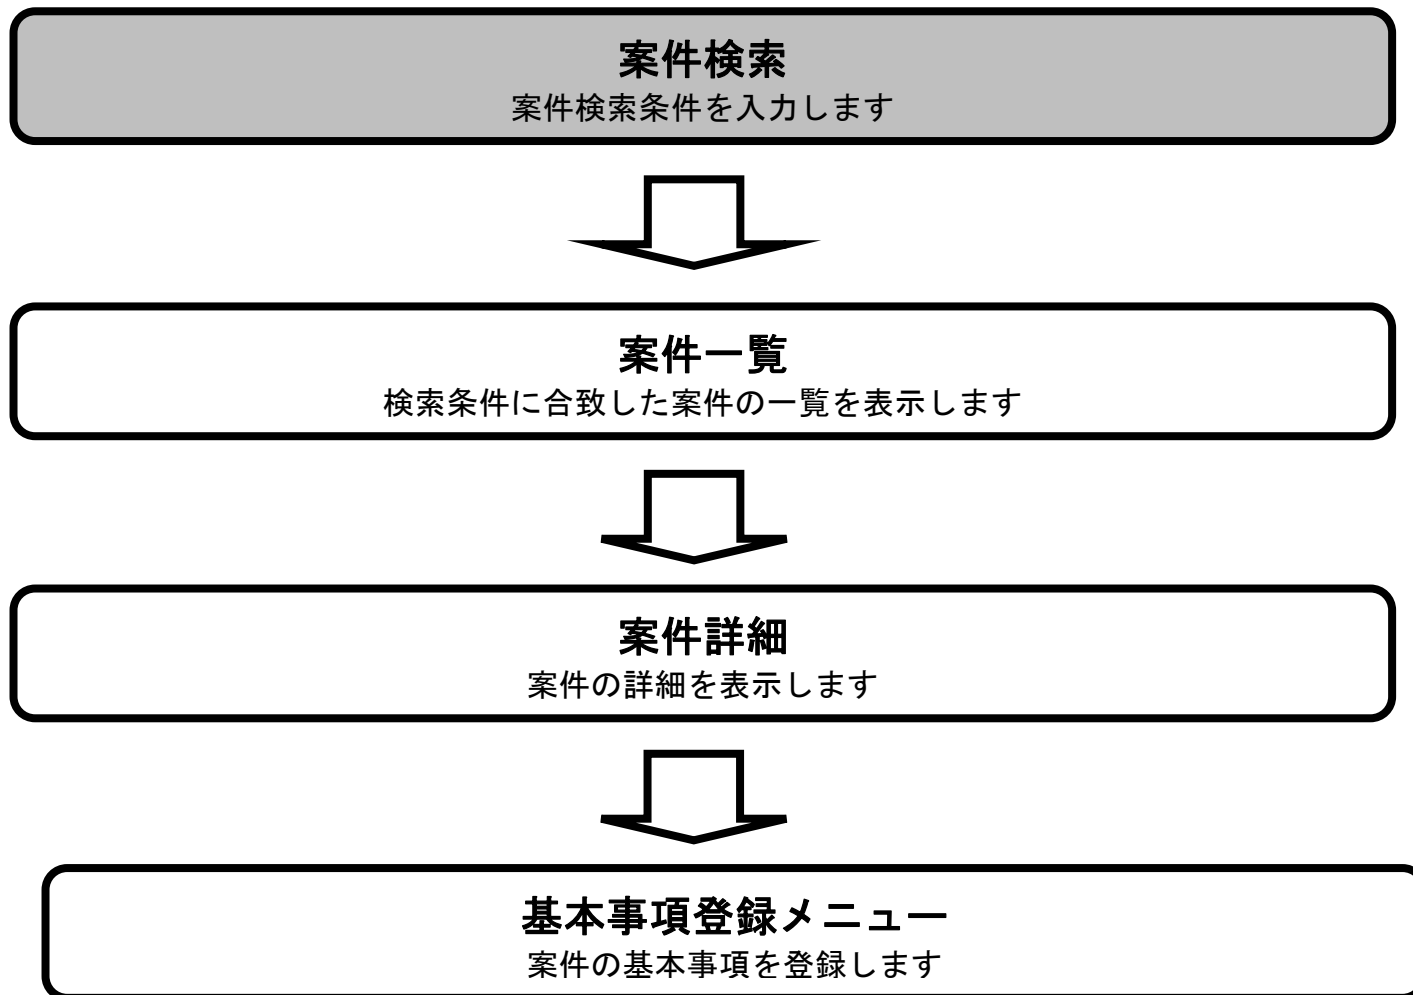 案件検索
案件検索条件を入力します
案件一覧
検索条件に合致した案件の一覧を表示します
案件詳細
案件の詳細を表示します
基本事項登録メニュー
案件の基本事項を登録します